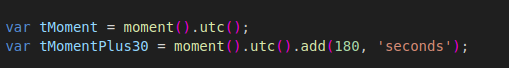 var tMoment = moment().utc();
var tMomentPlus30 = moment().utc().add(180, 'seconds');